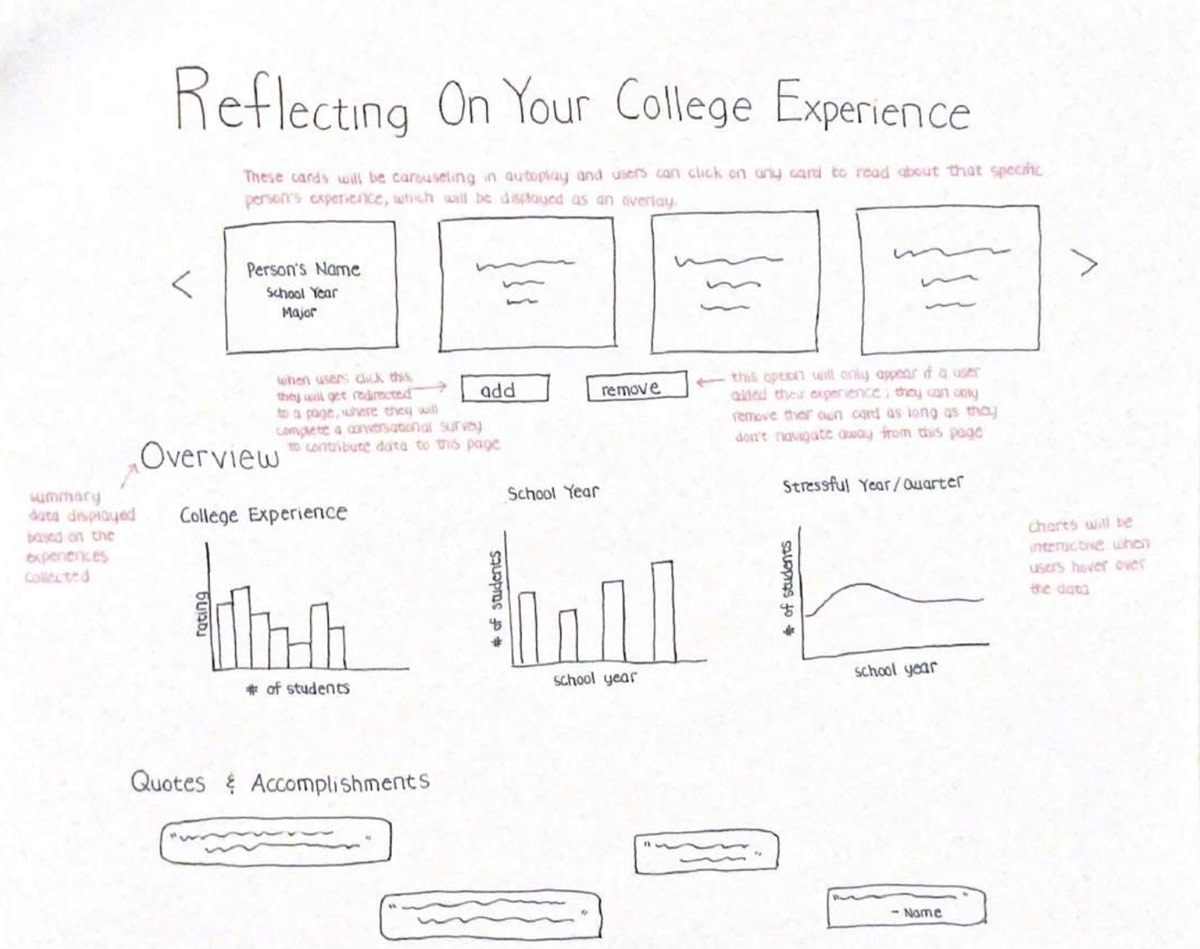 Reflecting On Your College Experience
These cards will be carouseling in autoplay and users can click on any card to read about that specific
person's experience, which will be displayed as an overlay.
<
Person's Name
School Year
Major
>
when users click this,
they will get redirected
to a page, where they will
complete a conversational survey
to contribute data to this page
add
remove
this option will only appear if a user
added their experience; they can only
remove their own card as long as they
don't navigate away from this page
Overview
summary
data displayed
based on the
experiences
collected
College Experience
rating
# of students
School Year
# of students
school year
Stressful Year/Quarter
# of students
school year
charts will be
interactive when
users hover over
the data
Quotes & Accomplishments
- Name